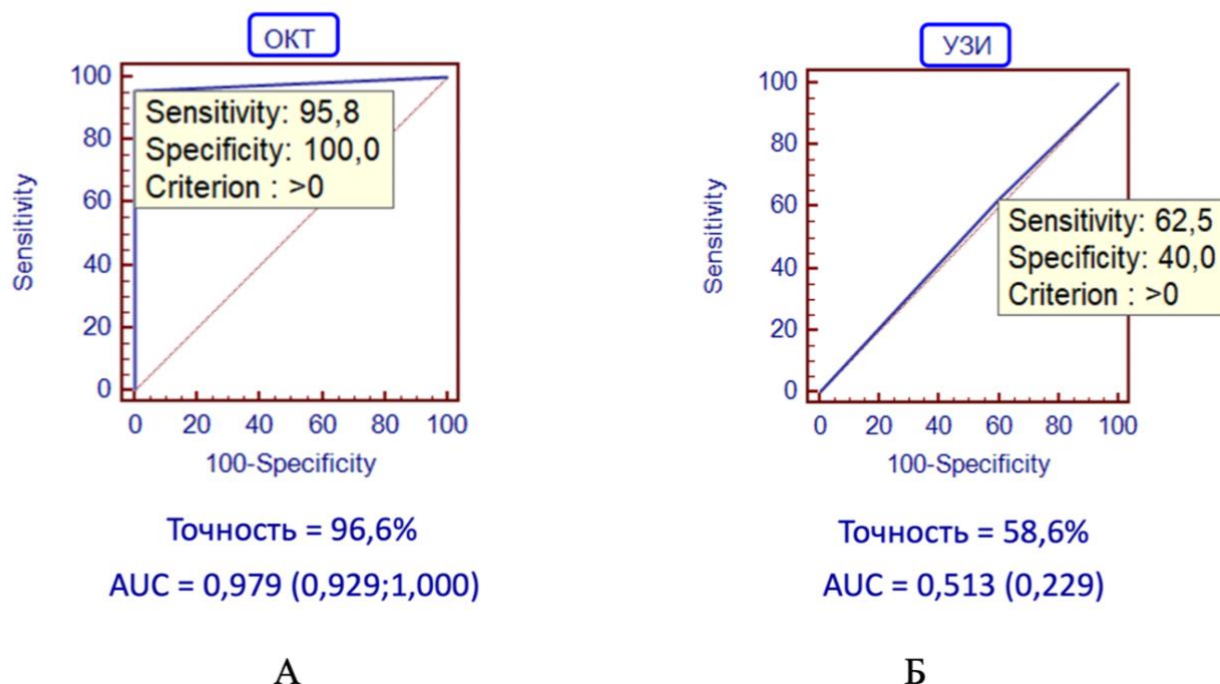 ОКТ
100
80
60
40
20
0
Sensitivity
Sensitivity: 95,8
Specificity: 100,0
Criterion : >0
0 20 40 60 80 100
100-Specificity
Точность = 96,6%
AUC = 0,979 (0,929;1,000)
А
УЗИ
100
80
60
40
20
0
Sensitivity
Sensitivity: 62,5
Specificity: 40,0
Criterion : >0
0 20 40 60 80 100
100-Specificity
Точность = 58,6%
AUC = 0,513 (0,229)
Б